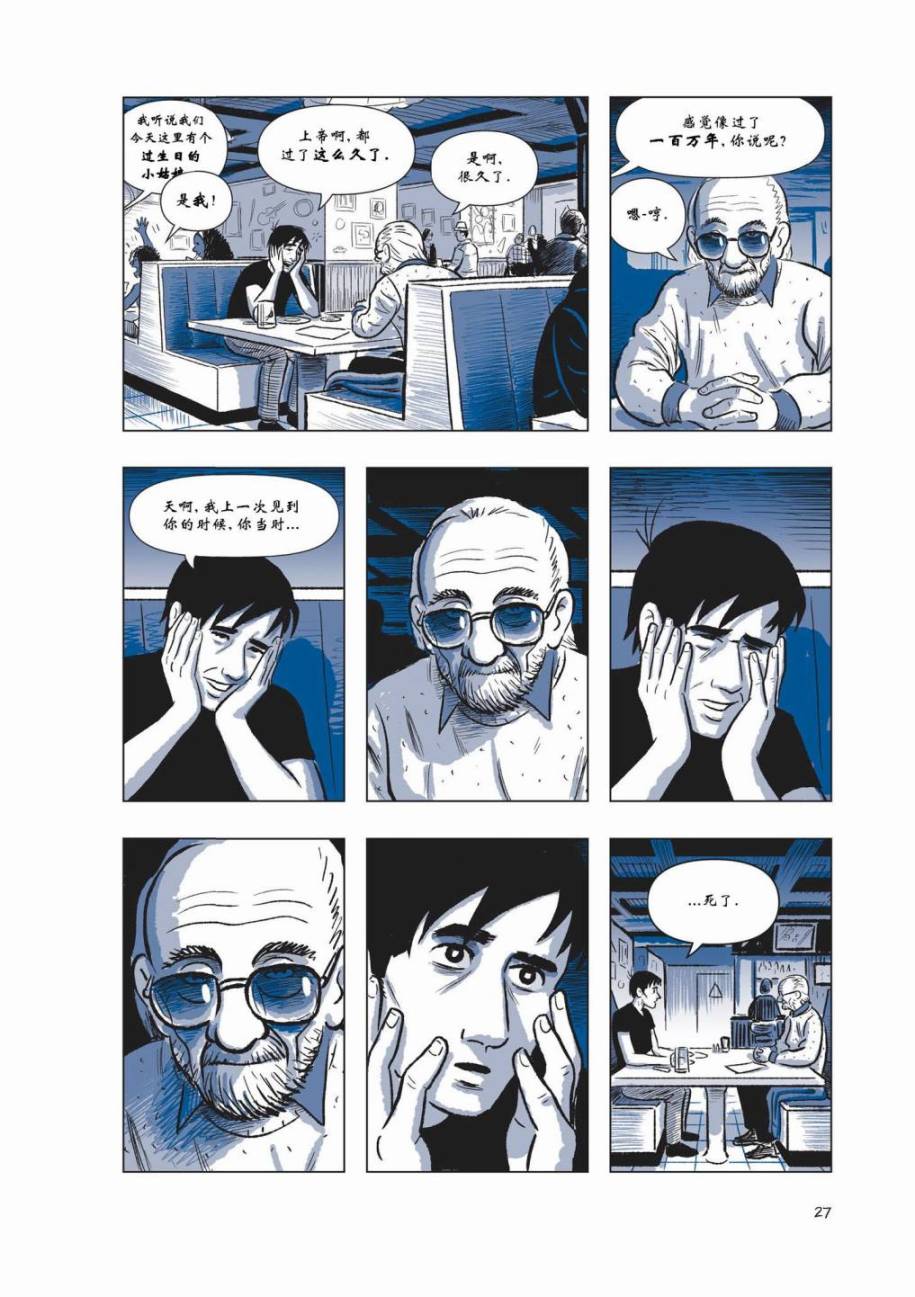 我听说我们
今天这里有个
过生日的
小姑娘
是我!
上帝啊, 都
过了这么久了.
是啊,
很久了.
感觉像过了
一百万年, 你说呢?
嗯-哼.
天啊, 我上一次见到
你的时候, 你当时...
...死了.
27